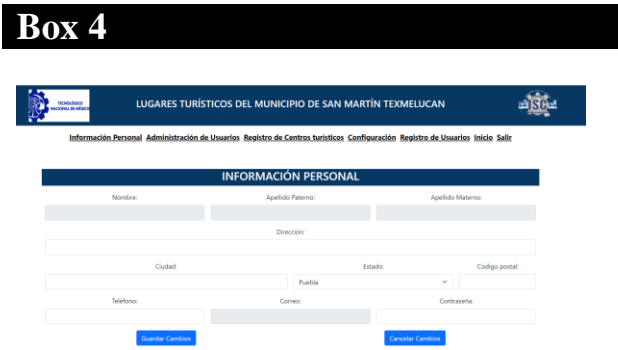 Box 4
TECNOLÓGICO
NACIONAL DE MÉXICO
LUGARES TURÍSTICOS DEL MUNICIPIO DE SAN MARTÍN TEXMELUCAN
ISC
Información Personal Administración de Usuarios Registro de Centros turísticos Configuración Registro de Usuarios Inicio Salir
INFORMACIÓN PERSONAL
Nombre: Apellido Paterno: Apellido Materno:
Dirección:
Ciudad: Estado: Código postal:
Puebla
Teléfono: Correo: Contraseña:
Guardar Cambios Cancelar Cambios